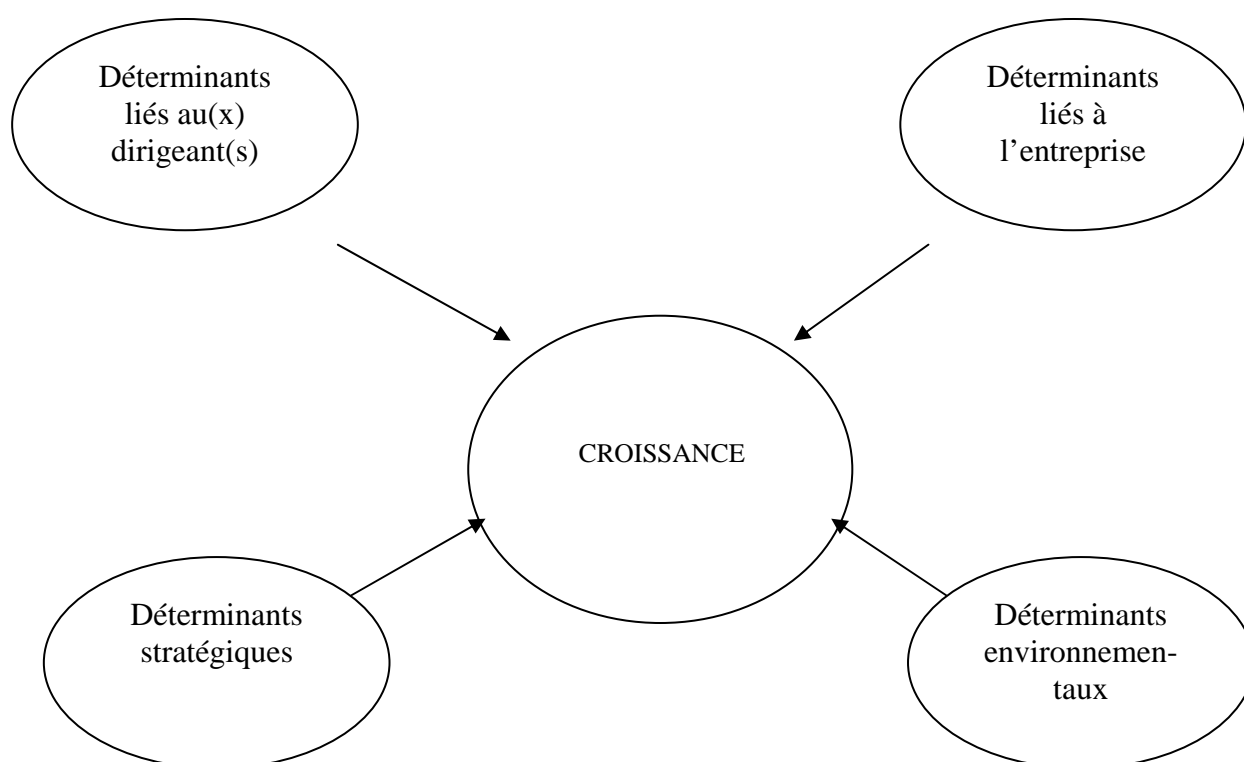 Déterminants
liés au(x)
dirigeant(s)
Déterminants
liés à
l’entreprise
CROISSANCE
Déterminants
stratégiques
Déterminants
environnemen-
taux